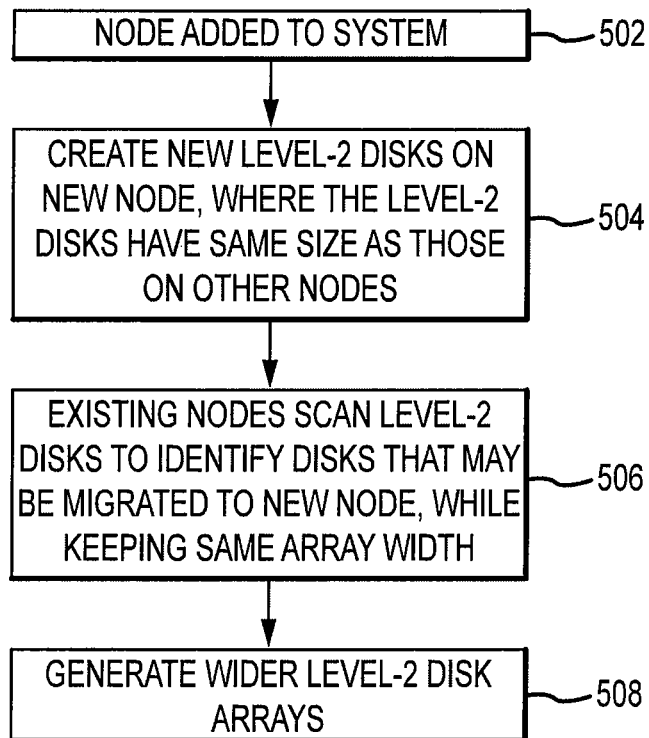 NODE ADDED TO SYSTEM
502
CREATE NEW LEVEL-2 DISKS ON
NEW NODE, WHERE THE LEVEL-2
DISKS HAVE SAME SIZE AS THOSE
ON OTHER NODES
504
EXISTING NODES SCAN LEVEL-2
DISKS TO IDENTIFY DISKS THAT MAY
BE MIGRATED TO NEW NODE, WHILE
KEEPING SAME ARRAY WIDTH
506
GENERATE WIDER LEVEL-2 DISK
ARRAYS
508